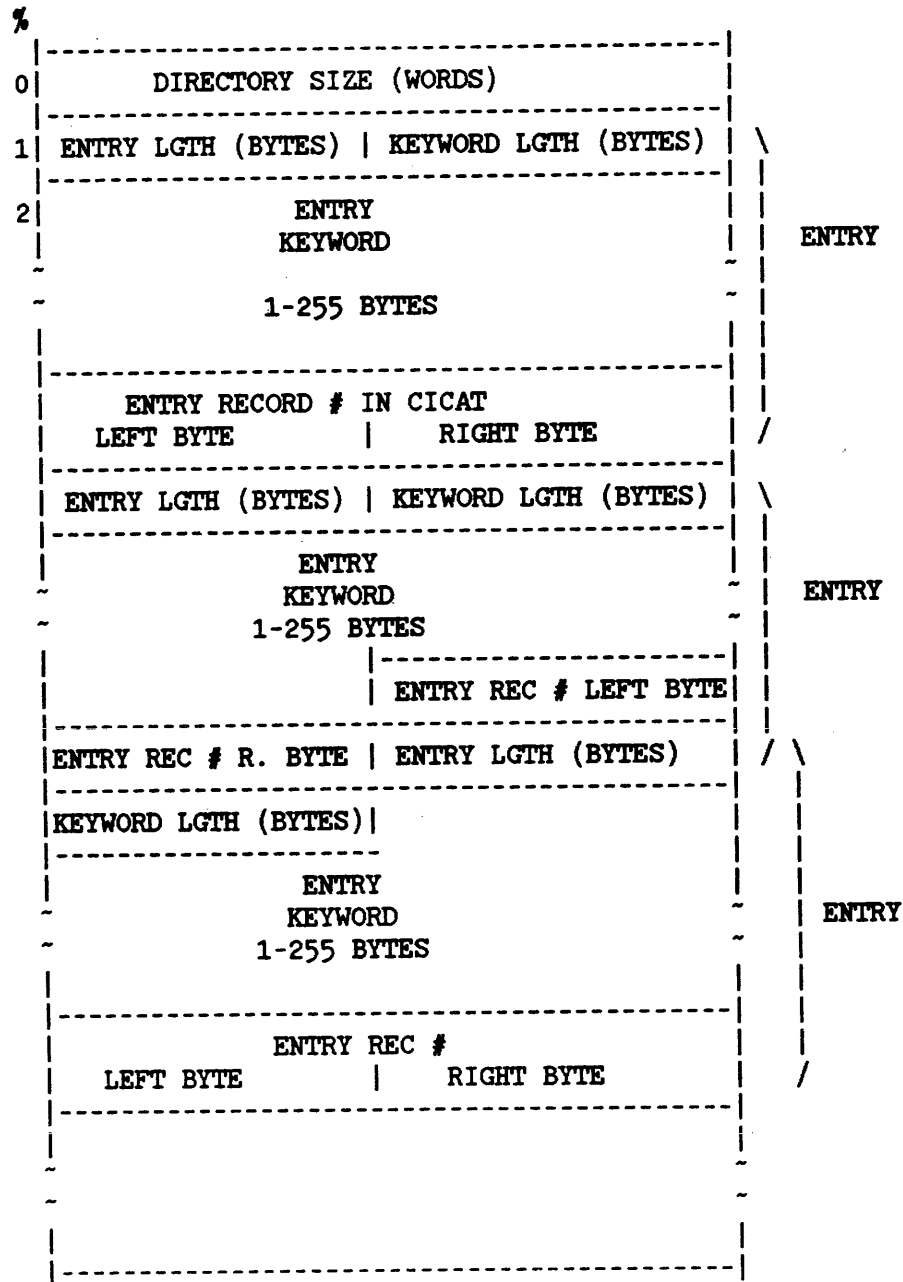 %
0| DIRECTORY SIZE (WORDS)
1| ENTRY LGTH (BYTES) | KEYWORD LGTH (BYTES) | \
2| ENTRY
KEYWORD | ENTRY
1-255 BYTES
ENTRY RECORD # IN CICAT
LEFT BYTE | RIGHT BYTE | /
ENTRY LGTH (BYTES) | KEYWORD LGTH (BYTES) | \
ENTRY
KEYWORD ENTRY
1-255 BYTES
| ENTRY REC # LEFT BYTE|
|ENTRY REC # R. BYTE | ENTRY LGTH (BYTES) / \
|KEYWORD LGTH (BYTES)|
ENTRY
KEYWORD ENTRY
1-255 BYTES
ENTRY REC #
LEFT BYTE | RIGHT BYTE | /